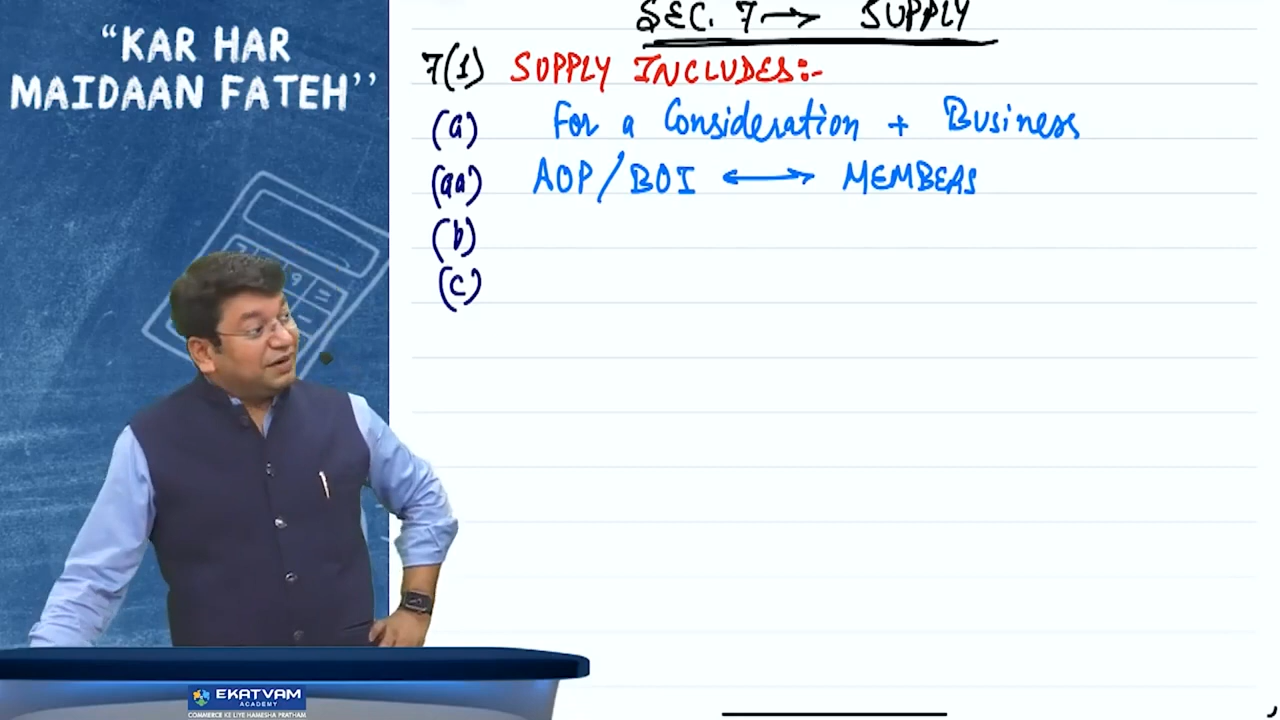 “KAR HAR
MAIDAAN FATEH’’
SEC. 7 → SUPPLY
7(1) SUPPLY INCLUDES:-
(a) For a Consideration + Business
(aa) AOP/BOI ↔ MEMBERS
(b)
(c)
EKATVAM
ACADEMY
COMMERCE KE LIYE HAMESHA PRATHAM